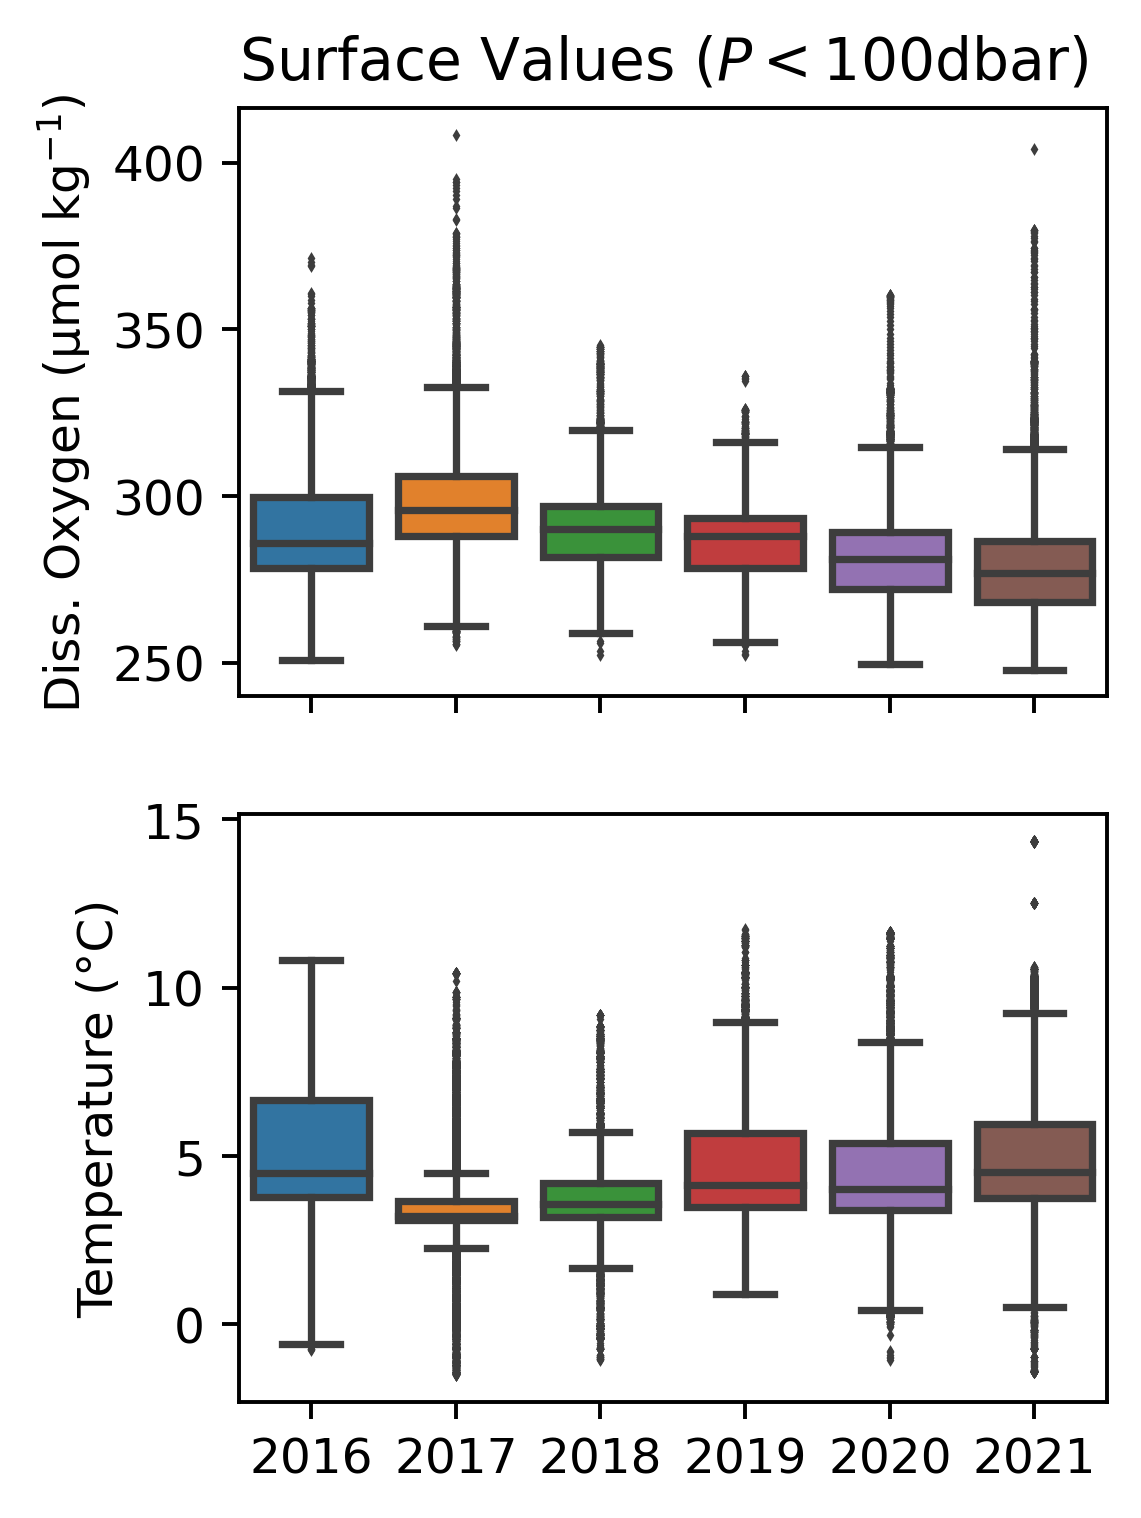 Surface Values (P < 100dbar)
Diss. Oxygen (µmol kg⁻¹)
400
350
300
250
Temperature (°C)
15
10
5
0
2016 2017 2018 2019 2020 2021